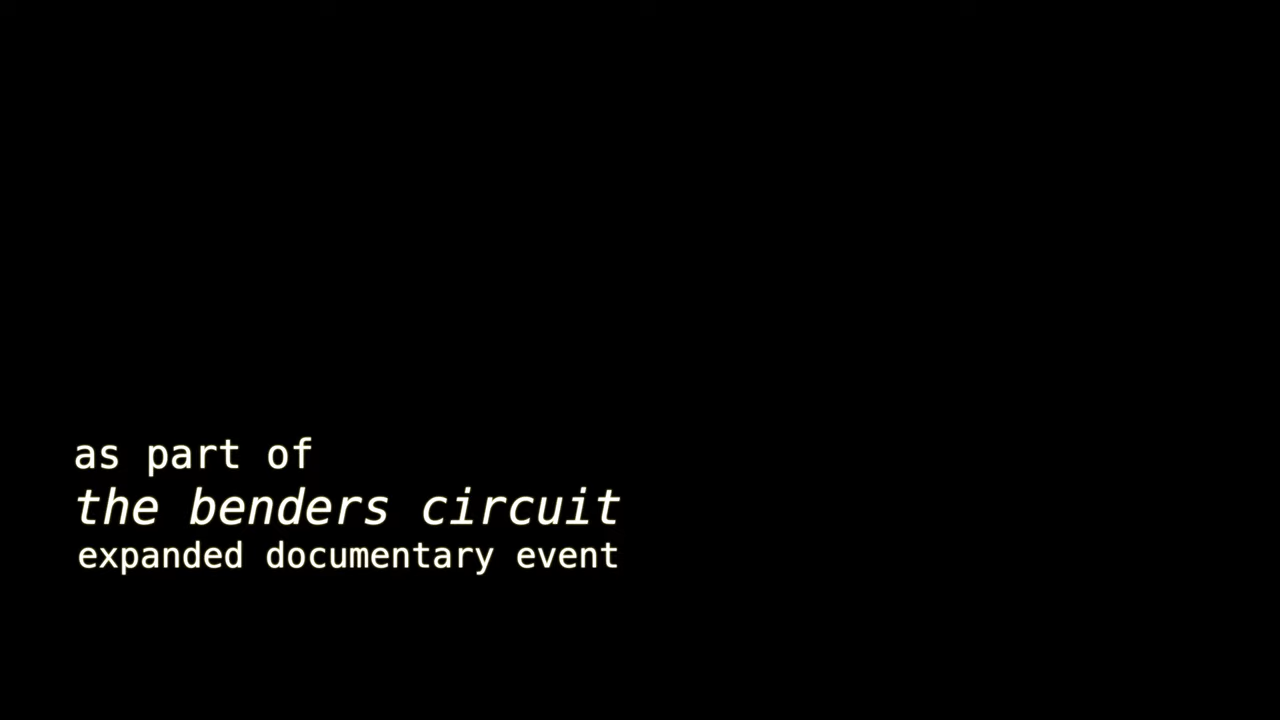 as part of
the benders circuit
expanded documentary event